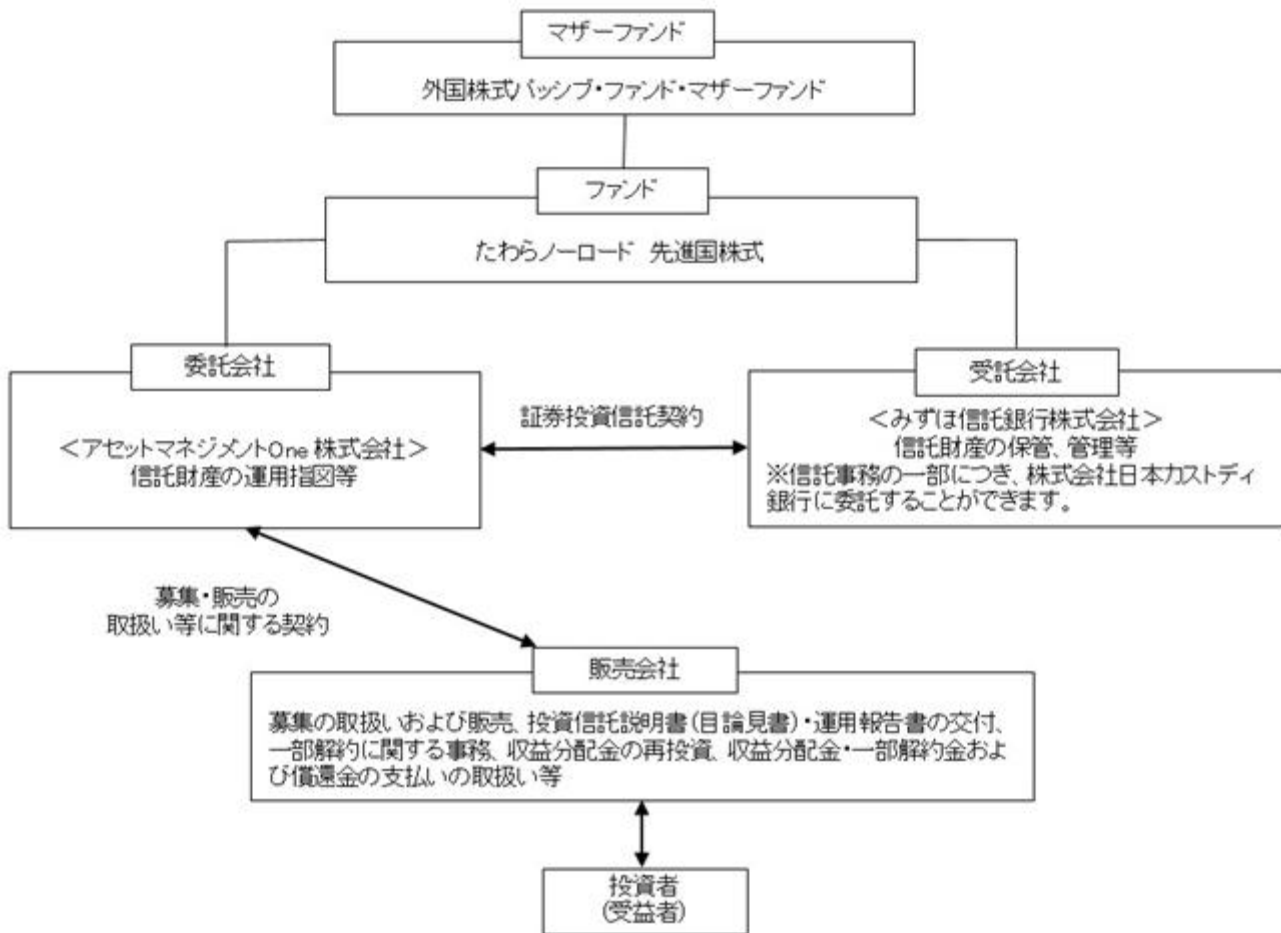 マザーファンド
外国株式パッシブ・ファンド・マザーファンド
ファンド
たわらノーロード 先進国株式
委託会社
<アセットマネジメントOne 株式会社>
信託財産の運用指図等
証券投資信託契約
受託会社
<みずほ信託銀行株式会社>
信託財産の保管、管理等
※信託事務の一部につき、株式会社日本カストディ
銀行に委託することができます。
募集・販売の
取扱い等に関する契約
販売会社
募集の取扱いおよび販売、投資信託説明書(目論見書)・運用報告書の交付、
一部解約に関する事務、収益分配金の再投資、収益分配金・一部解約金およ
び償還金の支払いの取扱い等
投資者
(受益者)